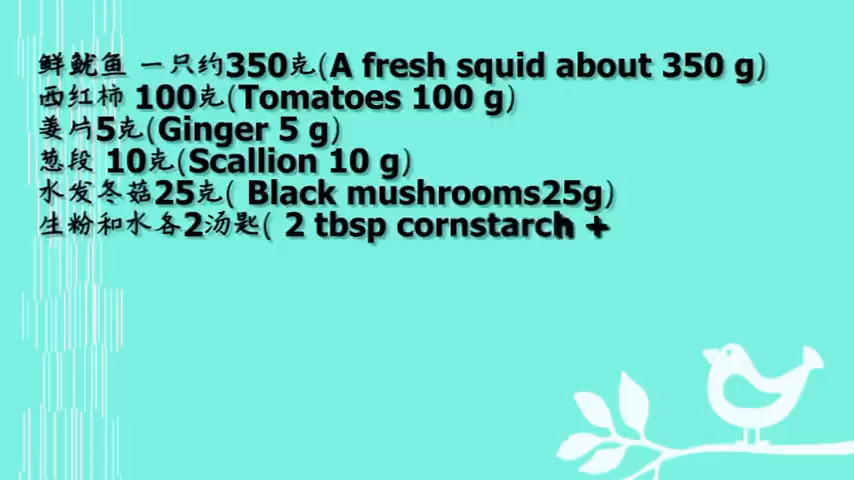 鲜鱿鱼 一只约350克(A fresh squid about 350 g)
西红柿 100克(Tomatoes 100 g)
姜片5克(Ginger 5 g)
葱段 10克(Scallion 10 g)
水发冬菇25克( Black mushrooms25g)
生粉和水各2汤匙( 2 tbsp cornstarch +